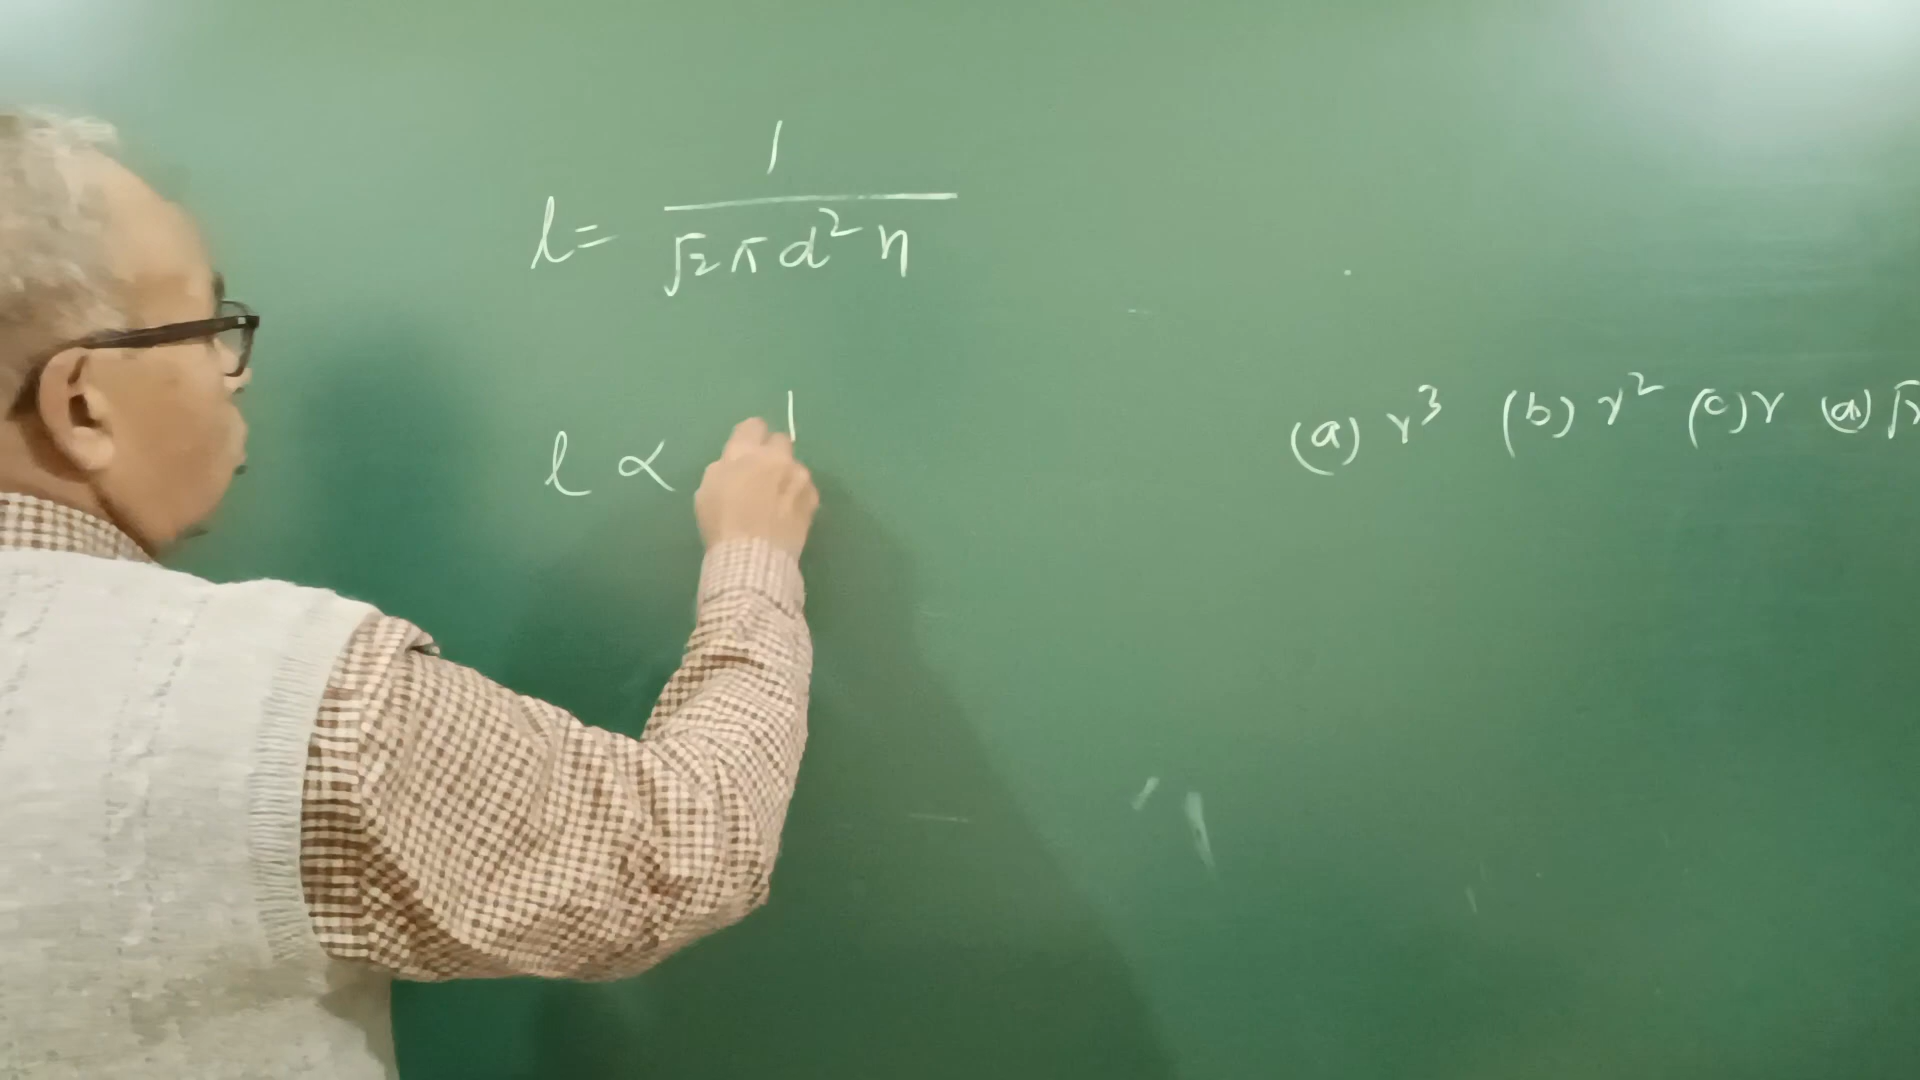 l = 1 / √2 π d² n
l ∝ 1
(a) r³ (b) r² (c) r (d) √r